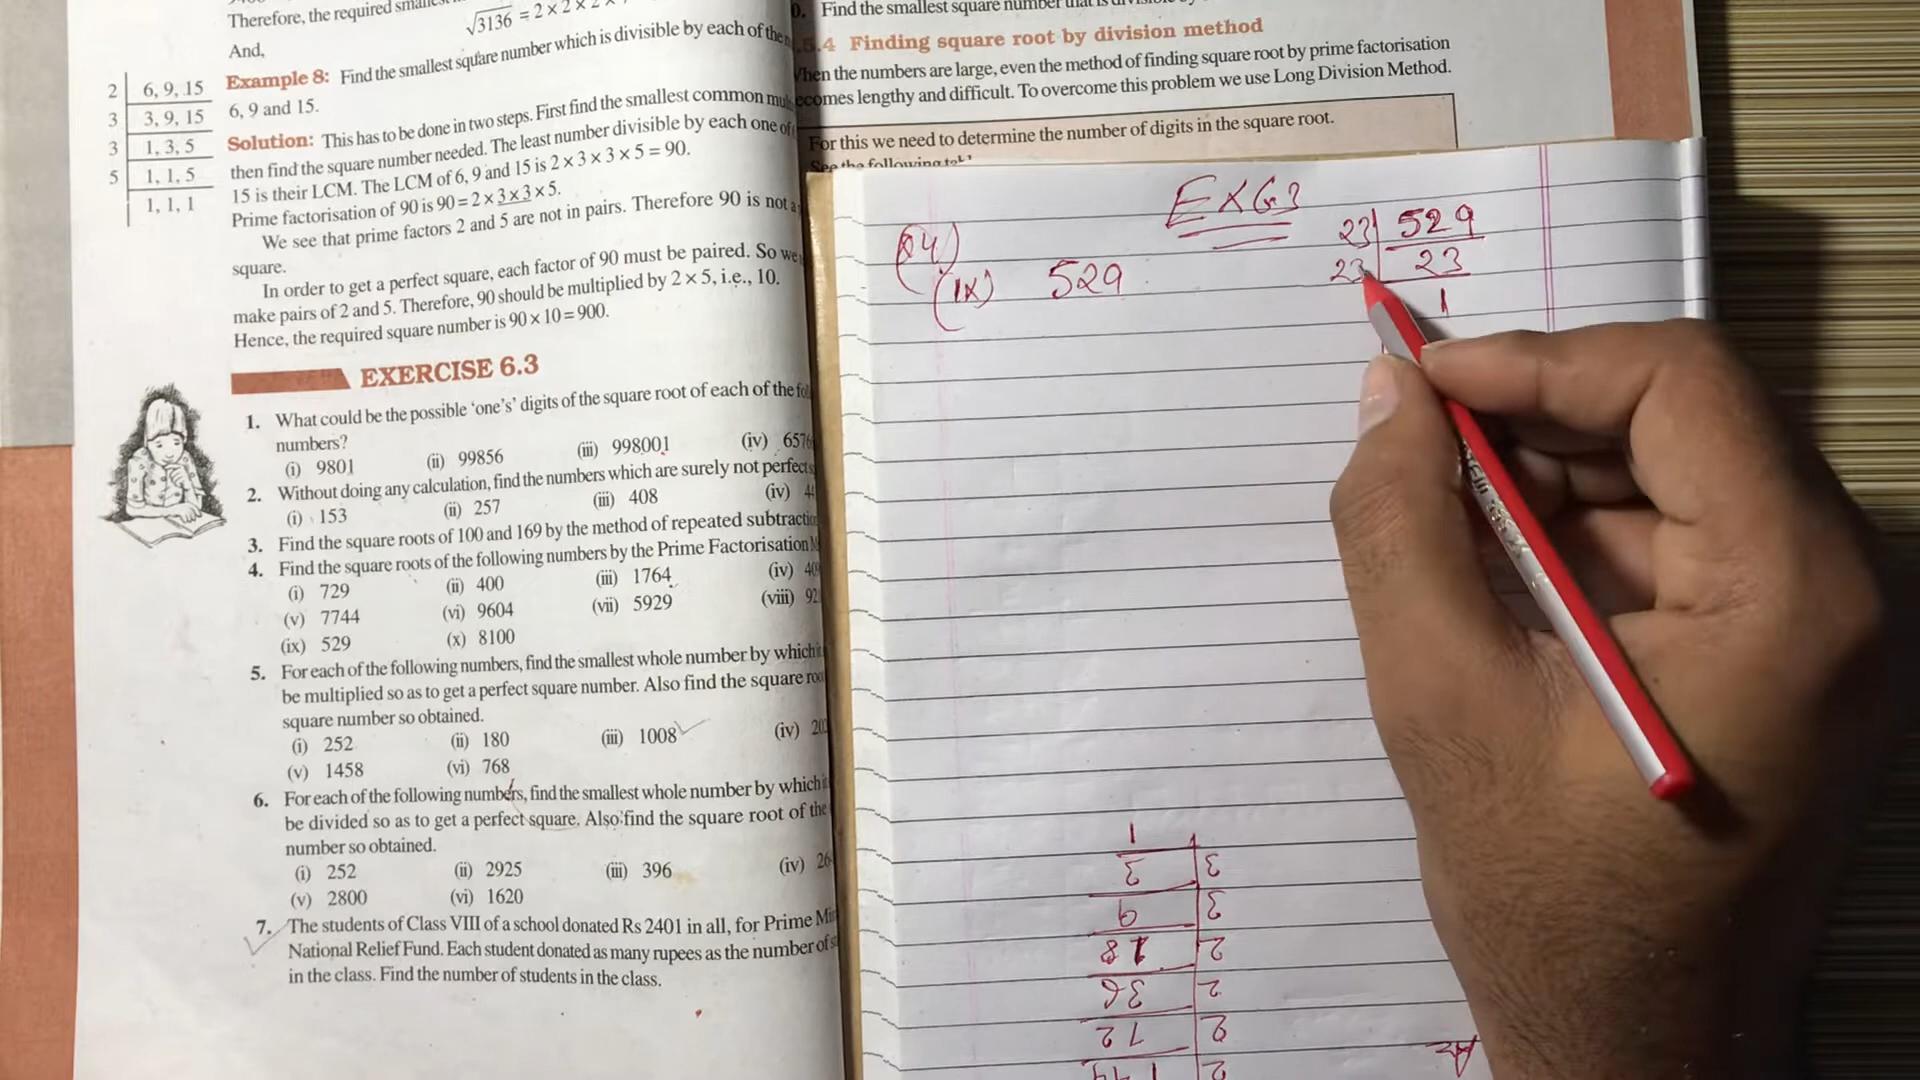 Therefore, the required
√3136 = 2 × 2 × 2 ×
And,
Example 8: Find the smallest square number which is divisible by each of the
6, 9 and 15.
2 | 6, 9, 15
3 | 3, 9, 15
3 | 1, 3, 5
5 | 1, 1, 5
1, 1, 1
Solution: This has to be done in two steps. First find the smallest common
then find the square number needed. The least number divisible by each one of
15 is their LCM. The LCM of 6, 9 and 15 is 2 × 3 × 3 × 5 = 90.
Prime factorisation of 90 is 90 = 2 × 3 × 3 × 5.
We see that prime factors 2 and 5 are not in pairs. Therefore 90 is not a
square.
In order to get a perfect square, each factor of 90 must be paired. So we
make pairs of 2 and 5. Therefore, 90 should be multiplied by 2 × 5, i.e., 10.
Hence, the required square number is 90 × 10 = 900.
EXERCISE 6.3
1. What could be the possible ‘one’s’ digits of the square root of each of the
numbers?
(i) 9801 (ii) 99856 (iii) 998001 (iv)
2. Without doing any calculation, find the numbers which are surely not perfect
(i) 153 (ii) 257 (iii) 408 (iv)
3. Find the square roots of 100 and 169 by the method of repeated
4. Find the square roots of the following numbers by the Prime Factorisation
(i) 729 (ii) 400 (iii) 1764 (iv)
(v) 7744 (vi) 9604 (vii) 5929 (viii)
(ix) 529 (x) 8100
5. For each of the following numbers, find the smallest whole number by which
be multiplied so as to get a perfect square number. Also find the square
square number so obtained.
(i) 252 (ii) 180 (iii) 1008 (iv)
(v) 1458 (vi) 768
6. For each of the following numbers, find the smallest whole number by which
be divided so as to get a perfect square. Also find the square root of the
number so obtained.
(i) 252 (ii) 2925 (iii) 396 (iv)
(v) 2800 (vi) 1620
7. The students of Class VIII of a school donated Rs 2401 in all, for Prime
National Relief Fund. Each student donated as many rupees as the number of
in the class. Find the number of students in the class.
Find the smallest square number that is
5.4 Finding square root by division method
When the numbers are large, even the method of finding square root by prime factorisation
becomes lengthy and difficult. To overcome this problem we use Long Division Method.
For this we need to determine the number of digits in the square root.
See the following
EX 6.3
Q4)
(ix) 529
23 | 529
23 | 23
1
1
3 | 3
3 | 9
2 | 18
2 | 36
2 | 72
2 | 144